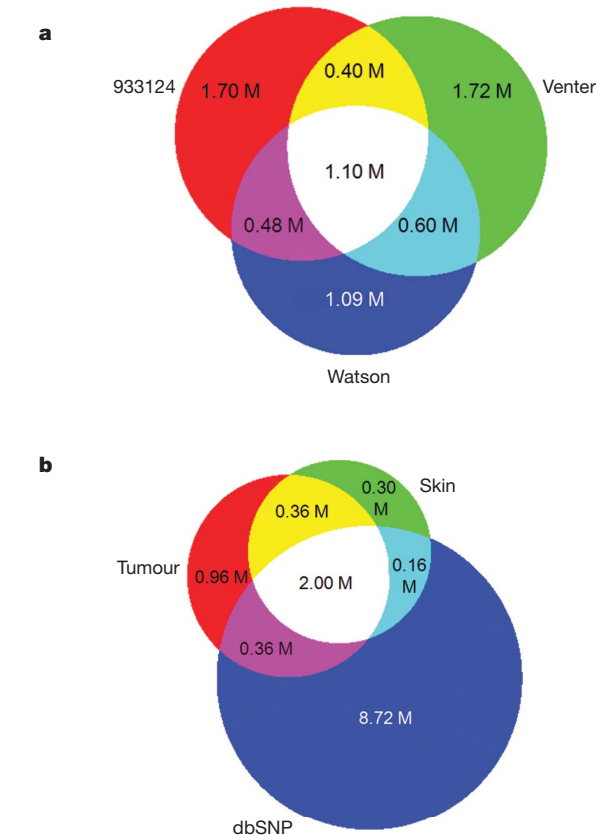 a
933124
1.70 M
0.40 M
1.72 M
Venter
1.10 M
0.48 M
0.60 M
1.09 M
Watson
b
Skin
0.30
M
0.36 M
Tumour
0.96 M
2.00 M
0.16
M
0.36 M
8.72 M
dbSNP